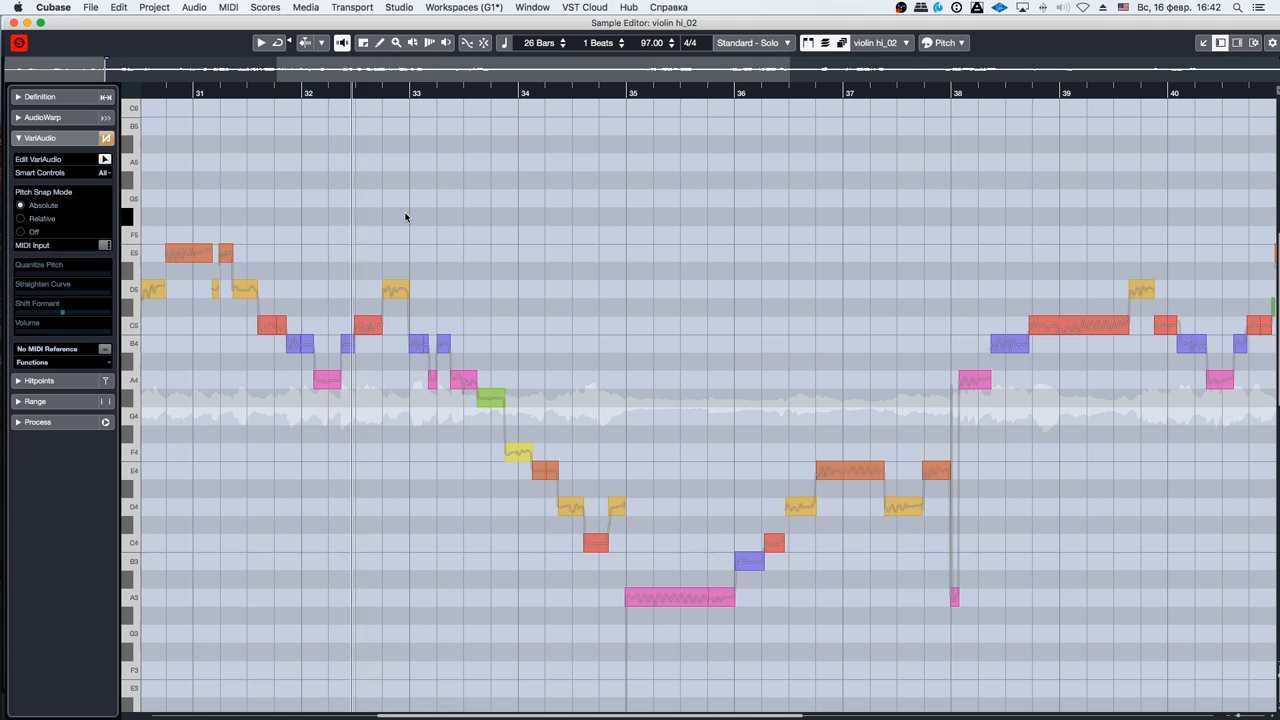 Cubase File Edit Project Audio MIDI Scores Media Transport Studio Workspaces (G1*) Window VST Cloud Hub Справка Вс, 16 февр. 16:42
Sample Editor: violin hi_02
26 Bars 1 Beats 97.00 4/4 Standard - Solo violin hi_02 Pitch
31 32 33 34 35 36 37 38 39 40
Definition
AudioWarp
VariAudio
Edit VariAudio
Smart Controls All
Pitch Snap Mode
Absolute
Relative
Off
MIDI Input
Quantize Pitch
Straighten Curve
Shift Formant
Volume
No MIDI Reference
Functions
Hitpoints
Range
Process
C6
B5
A5
G5
F5
E5
D5
C5
B4
A4
G4
F4
E4
D4
C4
B3
A3
G3
F3
E3